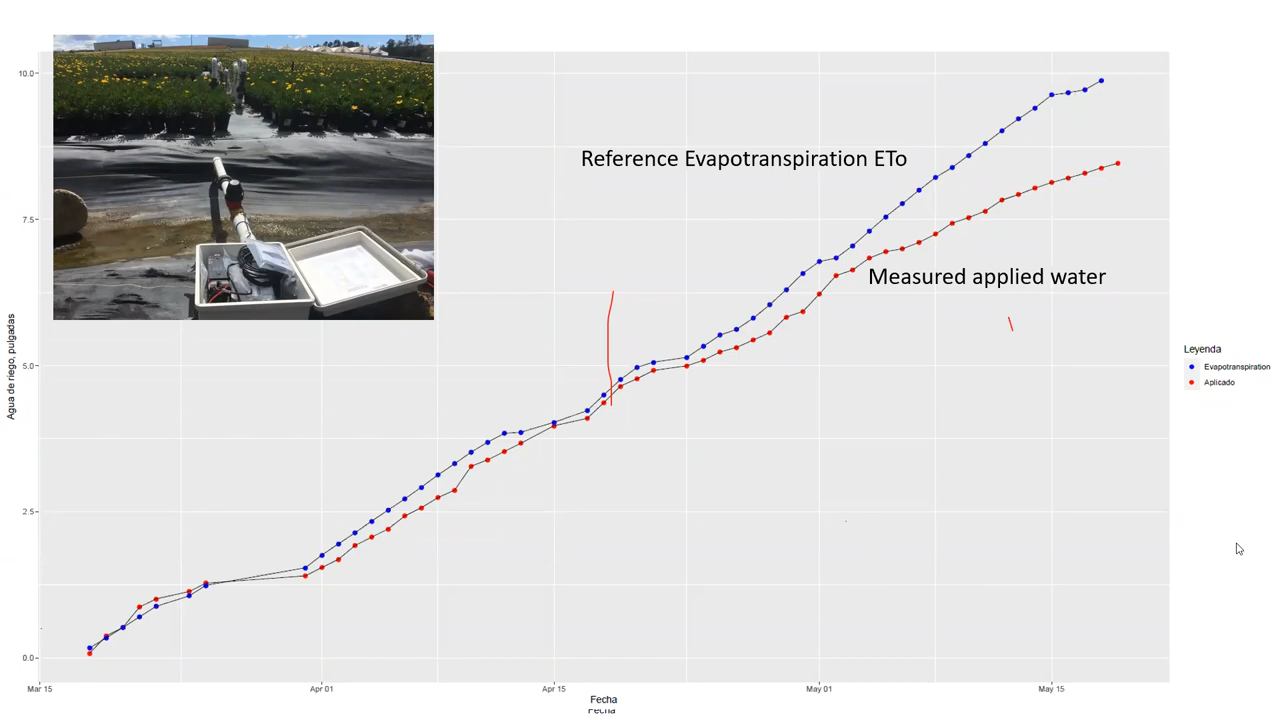 10.0
7.5
5.0
2.5
0.0
Agua de riego, pulgadas
Reference Evapotranspiration ETo
Measured applied water
Leyenda
Evapotranspiration
Aplicado
Mar 15
Apr 01
Apr 15
May 01
May 15
Fecha
Fecha